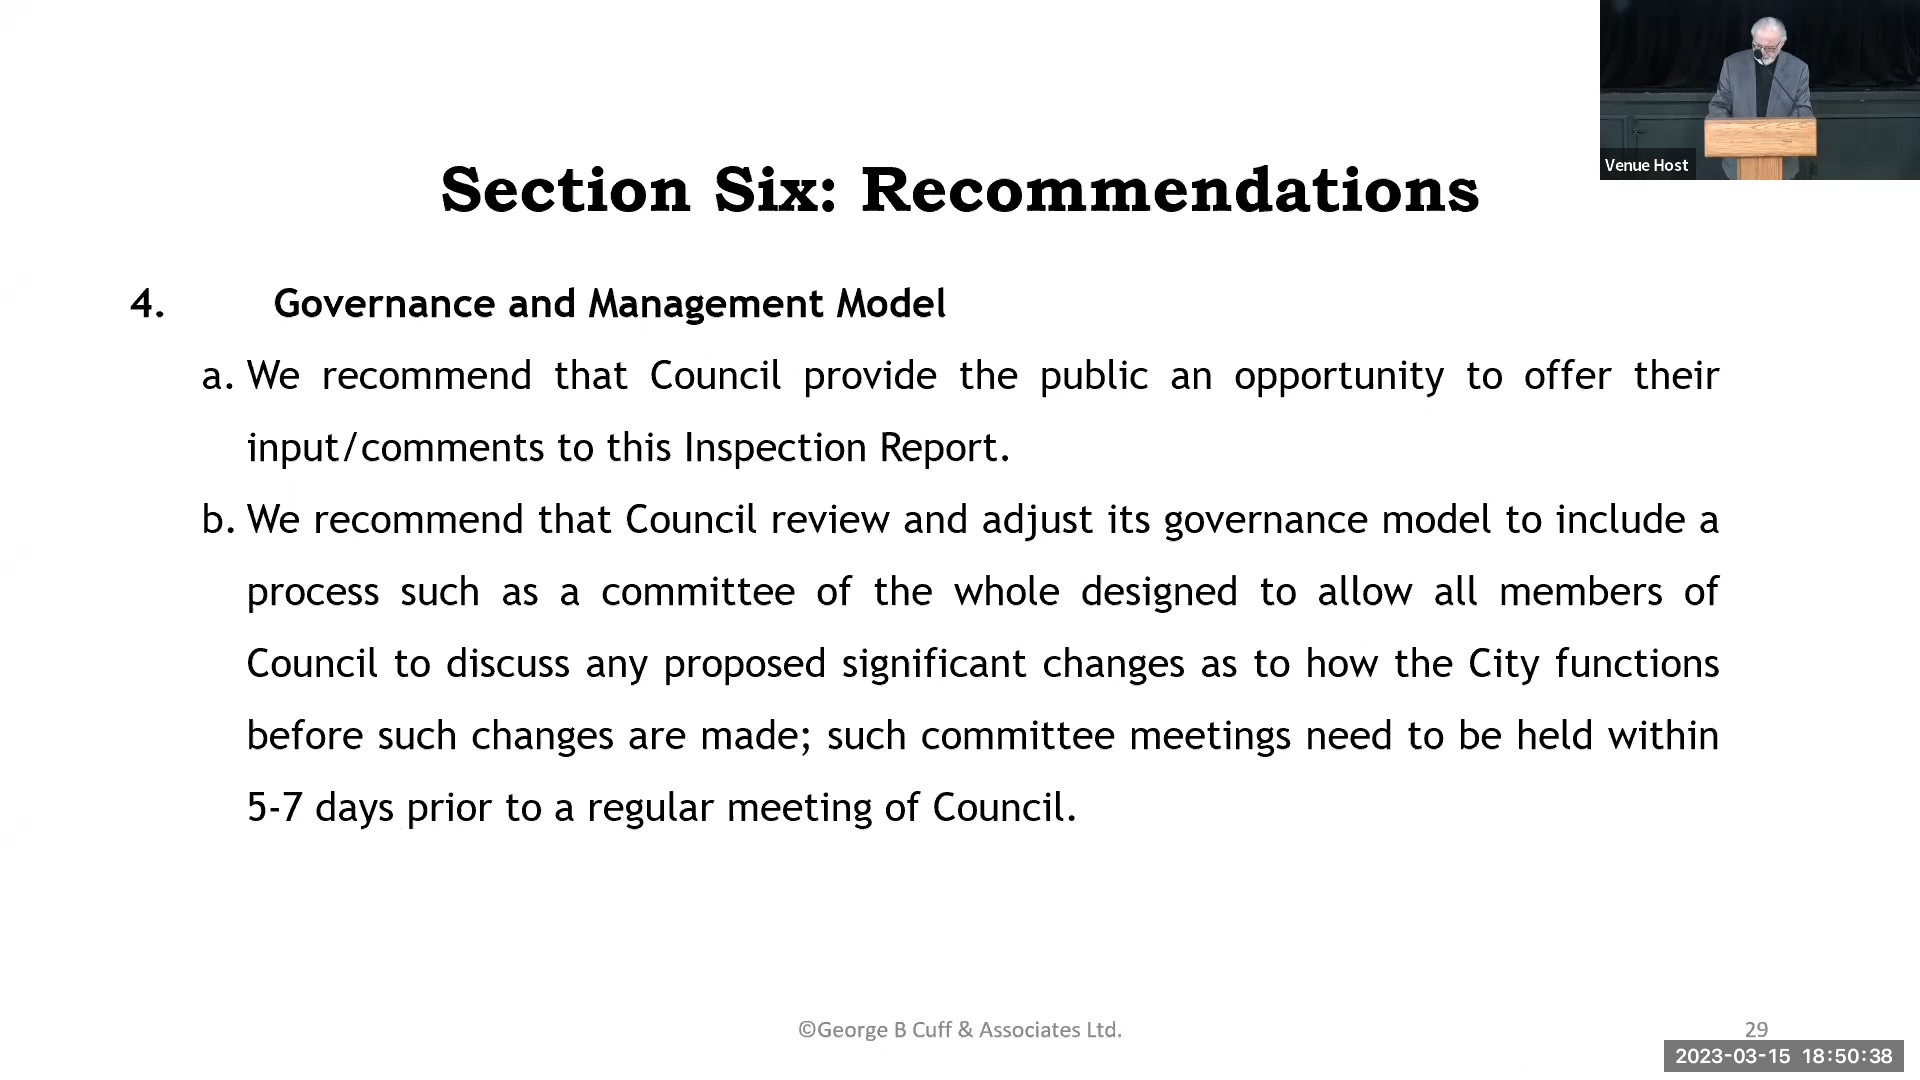 Venue Host
Section Six: Recommendations
4. Governance and Management Model
a. We recommend that Council provide the public an opportunity to offer their
input/comments to this Inspection Report.
b. We recommend that Council review and adjust its governance model to include a
process such as a committee of the whole designed to allow all members of
Council to discuss any proposed significant changes as to how the City functions
before such changes are made; such committee meetings need to be held within
5-7 days prior to a regular meeting of Council.
©George B Cuff & Associates Ltd.
29
2023-03-15 18:50:38